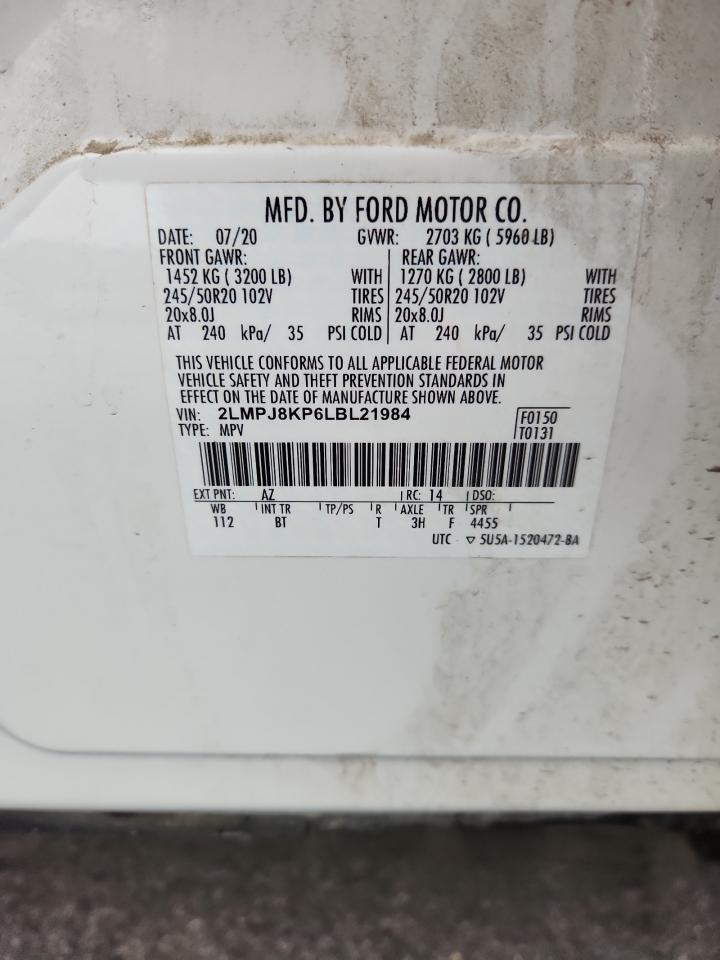 MFD. BY FORD MOTOR CO.
DATE: 07/20 GVWR: 2703 KG ( 5960 LB)
FRONT GAWR: REAR GAWR:
1452 KG ( 3200 LB) WITH 1270 KG ( 2800 LB) WITH
245/50R20 102V TIRES 245/50R20 102V TIRES
20x8.0J RIMS 20x8.0J RIMS
AT 240 kPa/ 35 PSI COLD AT 240 kPa/ 35 PSI COLD
THIS VEHICLE CONFORMS TO ALL APPLICABLE FEDERAL MOTOR
VEHICLE SAFETY AND THEFT PREVENTION STANDARDS IN
EFFECT ON THE DATE OF MANUFACTURE SHOWN ABOVE.
VIN: 2LMPJ8KP6LBL21984 F0150
TYPE: MPV T0131
EXT PNT: AZ RC: 14 DSO:
WB INT TR TP/PS R AXLE TR SPR
112 BT T 3H F 4455
UTC ▽ 5U5A-1520472-BA